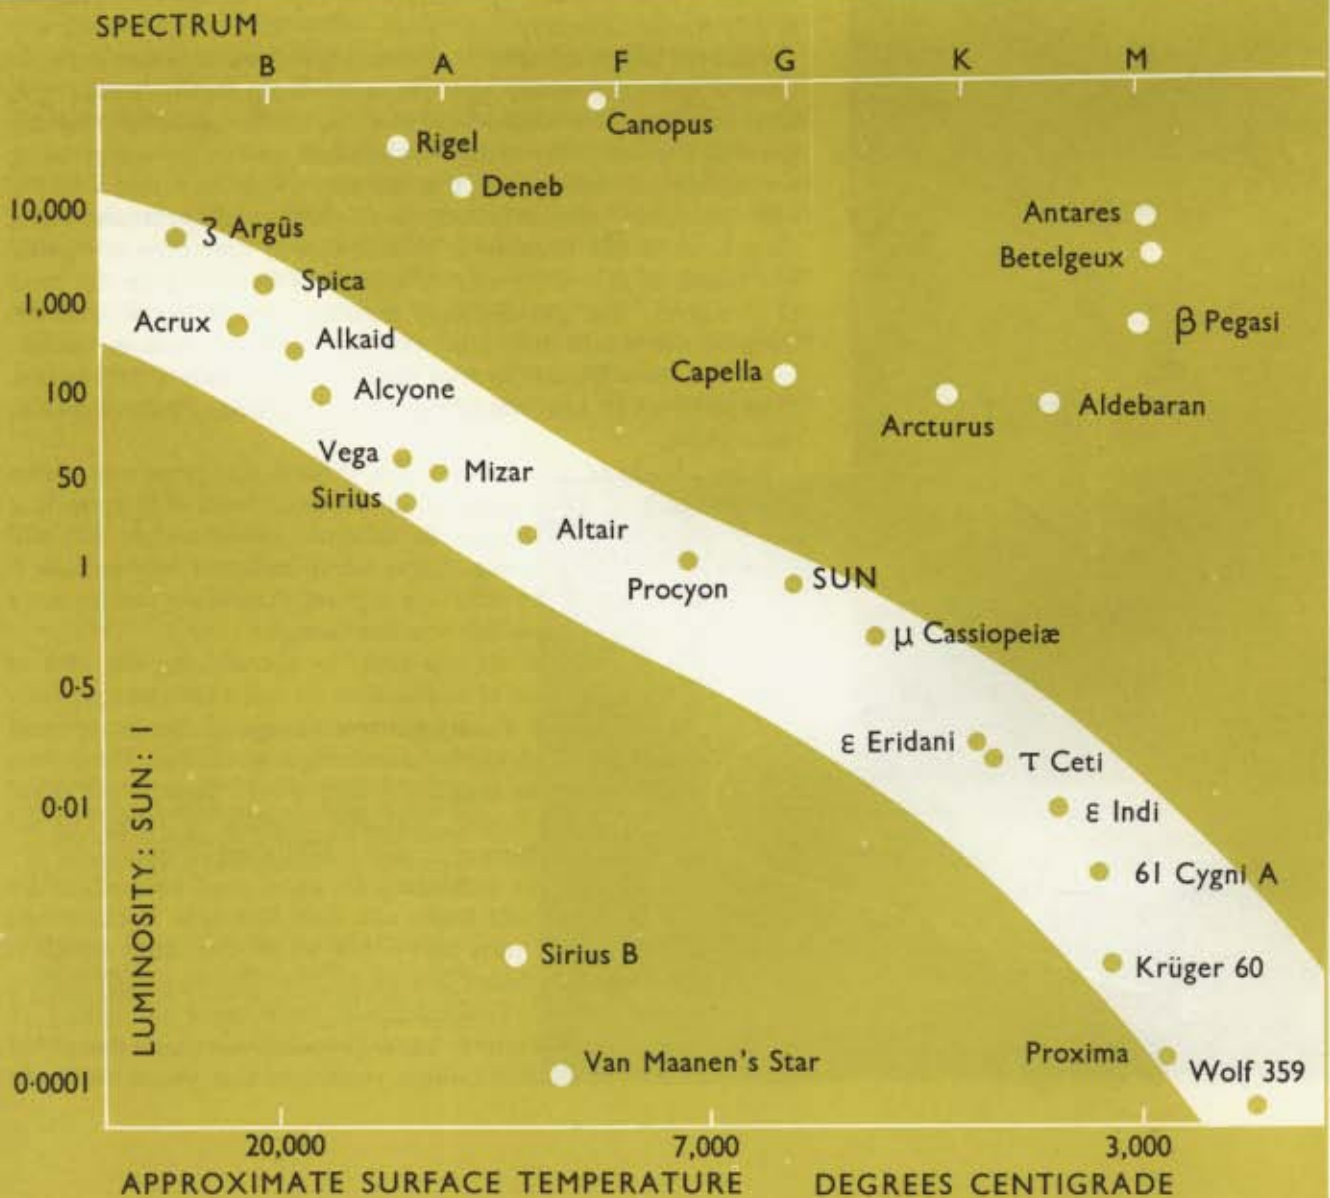 SPECTRUM
B A F G K M
Canopus
Rigel
Deneb
10,000
Antares
ζ Argûs
Betelgeux
Spica
1,000
Acrux
β Pegasi
Alkaid
Capella
100
Alcyone
Aldebaran
Arcturus
Vega
Mizar
50
Sirius
Altair
1
SUN
Procyon
μ Cassiopeiæ
0·5
ε Eridani
τ Ceti
0·01
ε Indi
LUMINOSITY: SUN: 1
61 Cygni A
Sirius B
Krüger 60
Proxima
Van Maanen's Star
Wolf 359
0·0001
20,000 7,000 3,000
APPROXIMATE SURFACE TEMPERATURE DEGREES CENTIGRADE